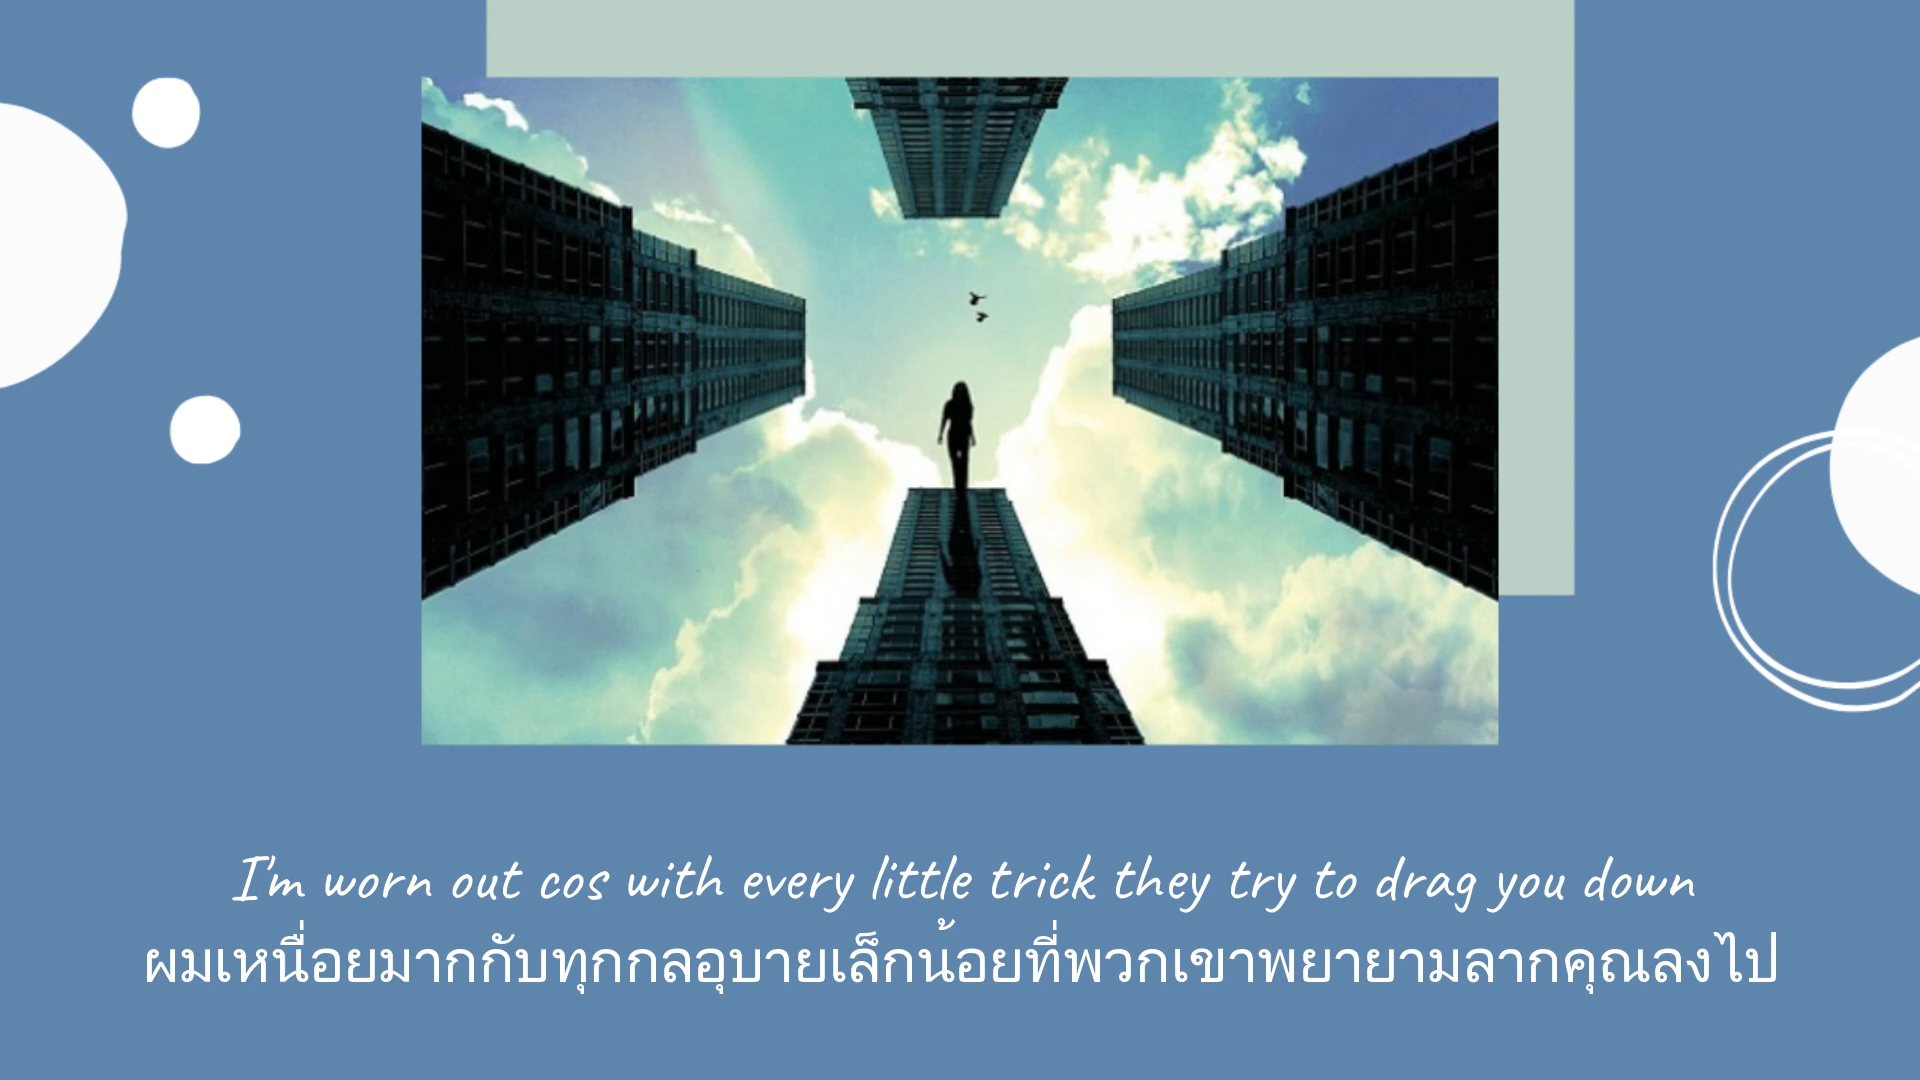 I'm worn out cos with every little trick they try to drag you down
ผมเหนื่อยมากกับทุกกลอุบายเล็กน้อยที่พวกเขาพยายามลากคุณลงไป